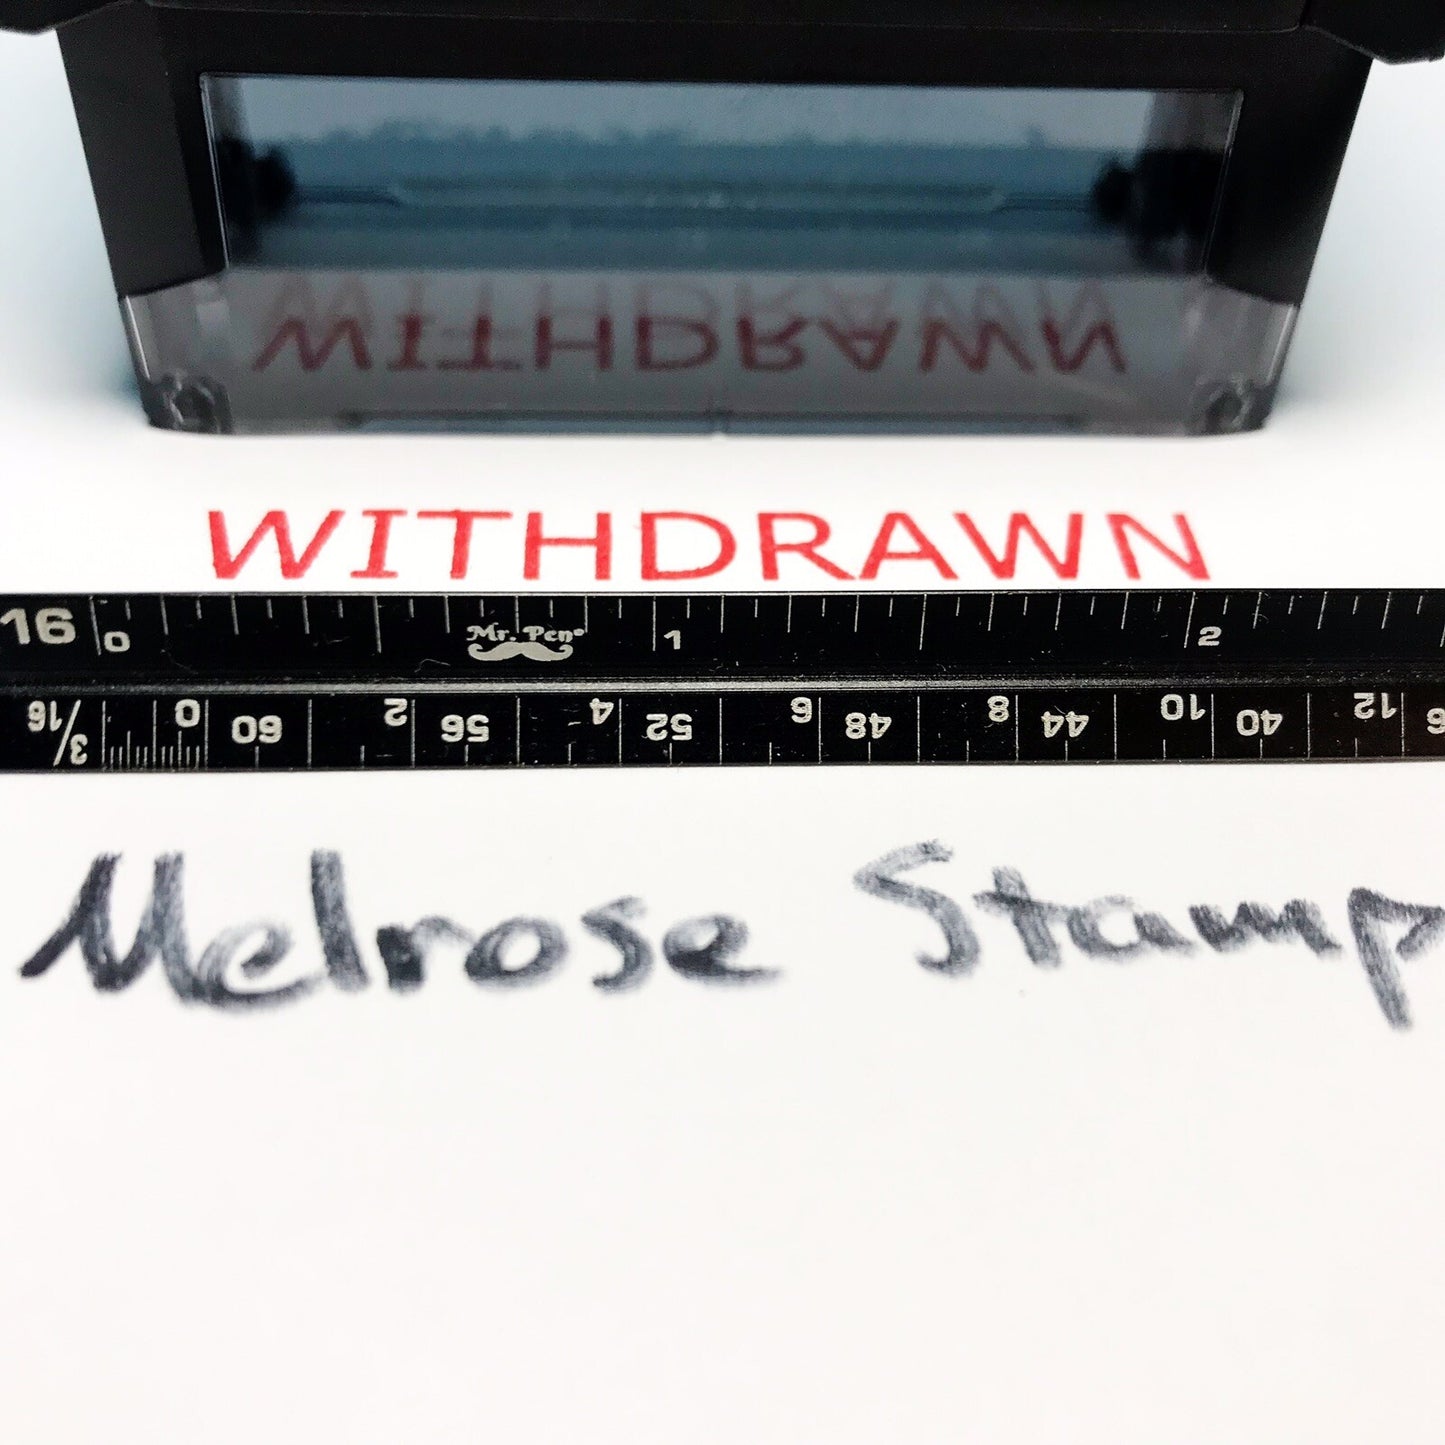 WITHDRAWN
WITHDRAWN
16 0 Mr. Pen® 1 2
3/16 0 60 2 56 4 52 6 48 8 44 10 40 12
Melrose Stamp